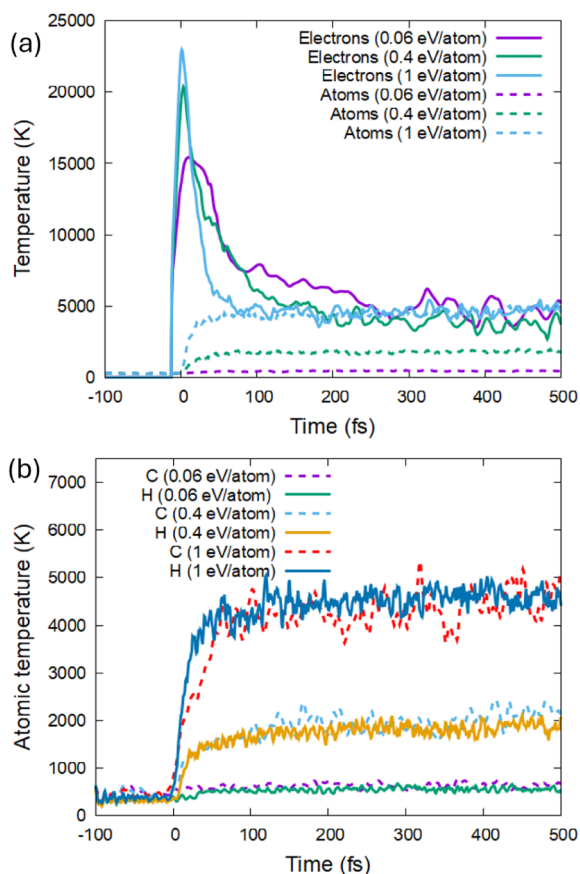 (a)
25000
20000
15000
10000
5000
0
Temperature (K)
Electrons (0.06 eV/atom)
Electrons (0.4 eV/atom)
Electrons (1 eV/atom)
Atoms (0.06 eV/atom)
Atoms (0.4 eV/atom)
Atoms (1 eV/atom)
-100 0 100 200 300 400 500
Time (fs)
(b)
7000
6000
5000
4000
3000
2000
1000
0
Atomic temperature (K)
C (0.06 eV/atom)
H (0.06 eV/atom)
C (0.4 eV/atom)
H (0.4 eV/atom)
C (1 eV/atom)
H (1 eV/atom)
-100 0 100 200 300 400 500
Time (fs)